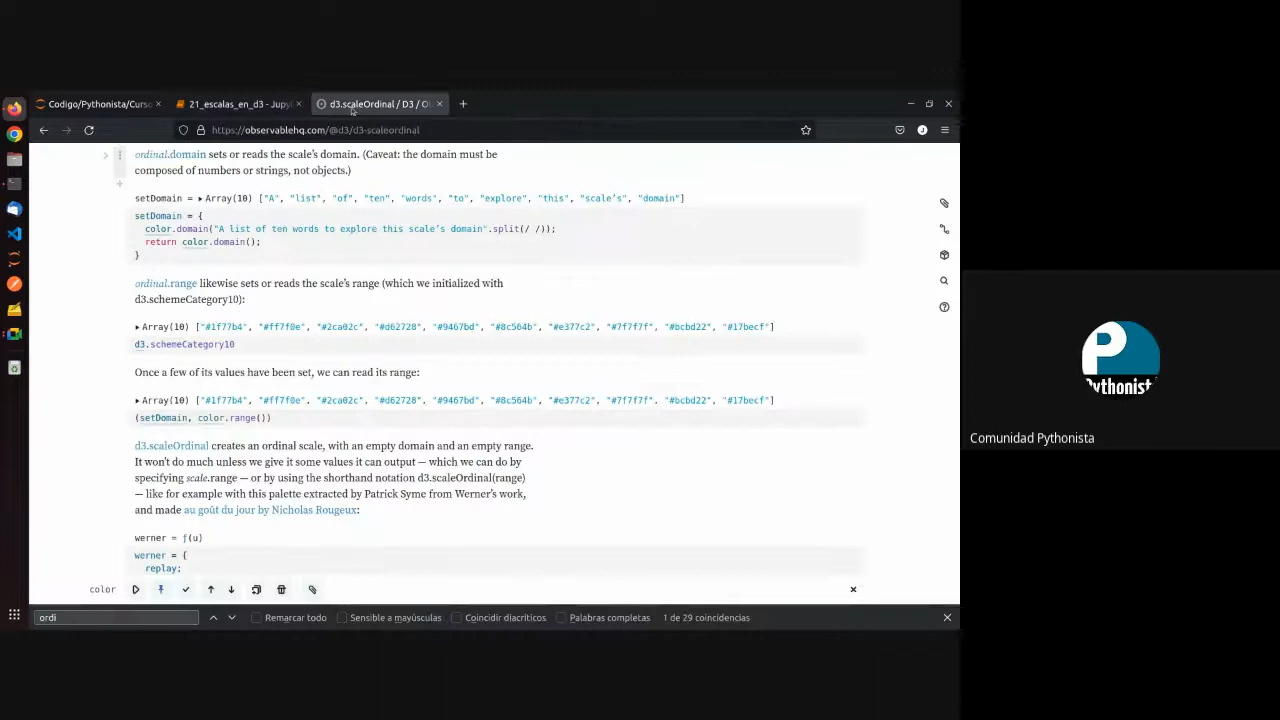 Codigo/Pythonista/Curso
21_escalas_en_d3 - Jupyt
d3.scaleOrdinal / D3 / O
https://observablehq.com/@d3/d3-scaleordinal
ordinal.domain sets or reads the scale's domain. (Caveat: the domain must be
composed of numbers or strings, not objects.)
setDomain = ▸Array(10) ["A", "list", "of", "ten", "words", "to", "explore", "this", "scale's", "domain"]
setDomain = {
color.domain("A list of ten words to explore this scale's domain".split(/ /));
return color.domain();
}
ordinal.range likewise sets or reads the scale's range (which we initialized with
d3.schemeCategory10):
▸Array(10) ["#1f77b4", "#ff7f0e", "#2ca02c", "#d62728", "#9467bd", "#8c564b", "#e377c2", "#7f7f7f", "#bcbd22", "#17becf"]
d3.schemeCategory10
Once a few of its values have been set, we can read its range:
▸Array(10) ["#1f77b4", "#ff7f0e", "#2ca02c", "#d62728", "#9467bd", "#8c564b", "#e377c2", "#7f7f7f", "#bcbd22", "#17becf"]
(setDomain, color.range())
d3.scaleOrdinal creates an ordinal scale, with an empty domain and an empty range.
It won't do much unless we give it some values it can output — which we can do by
specifying scale.range — or by using the shorthand notation d3.scaleOrdinal(range)
— like for example with this palette extracted by Patrick Syme from Werner's work,
and made au goût du jour by Nicholas Rougeux:
werner = ƒ(u)
werner = {
replay;
color
ordi
Remarcar todo
Sensible a mayúsculas
Coincidir diacríticos
Palabras completas
1 de 29 coincidencias
Pythonist
Comunidad Pythonista